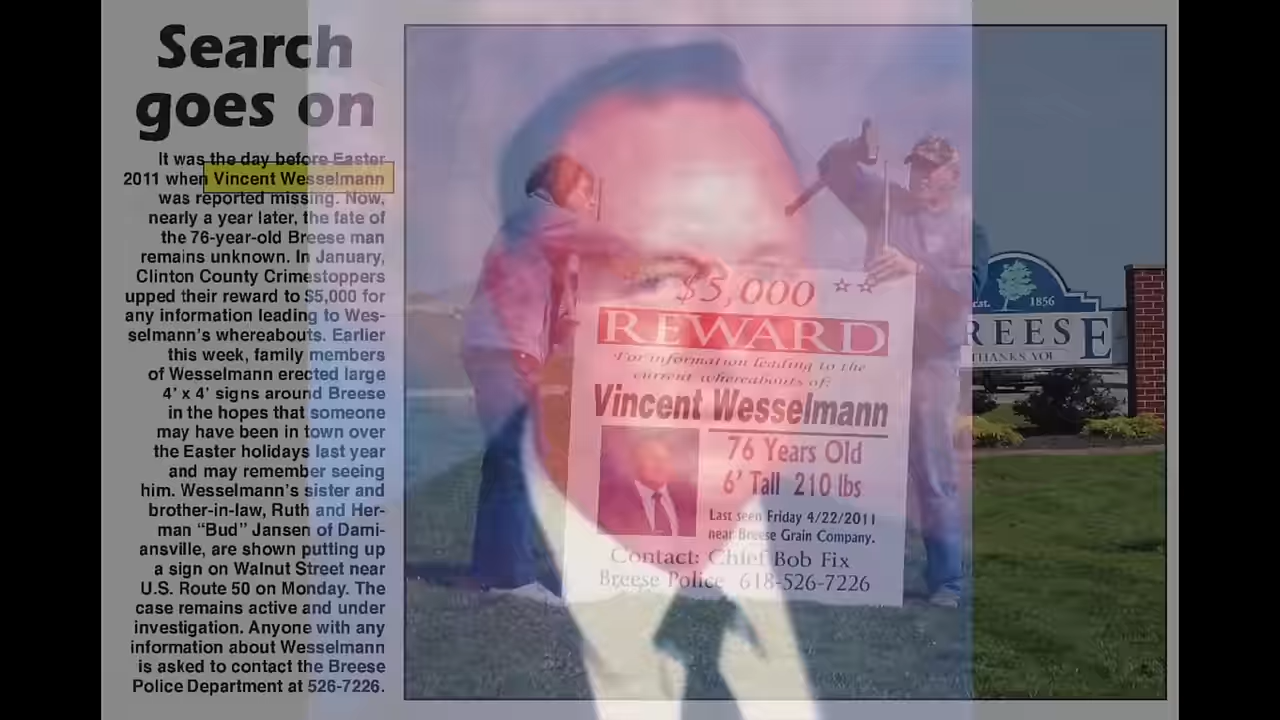 Search
goes on
It was the day before Easter
2011 when Vincent Wesselmann
was reported missing. Now,
nearly a year later, the fate of
the 76-year-old Breese man
remains unknown. In January,
Clinton County Crimestoppers
upped their reward to $5,000 for
any information leading to Wes-
selmann's whereabouts. Earlier
this week, family members
of Wesselmann erected large
4' x 4' signs around Breese
in the hopes that someone
may have been in town over
the Easter holidays last year
and may remember seeing
him. Wesselmann's sister and
brother-in-law, Ruth and Her-
man “Bud” Jansen of Dami-
ansville, are shown putting up
a sign on Walnut Street near
U.S. Route 50 on Monday. The
case remains active and under
investigation. Anyone with any
information about Wesselmann
is asked to contact the Breese
Police Department at 526-7226.
$5,000
REWARD
For information leading to the
current whereabouts of:
Vincent Wesselmann
76 Years Old
6' Tall 210 lbs
Last seen Friday 4/22/2011
near Breese Grain Company.
Contact: Chief Bob Fix
Breese Police 618-526-7226
est. 1856
REESE
THANKS YOU